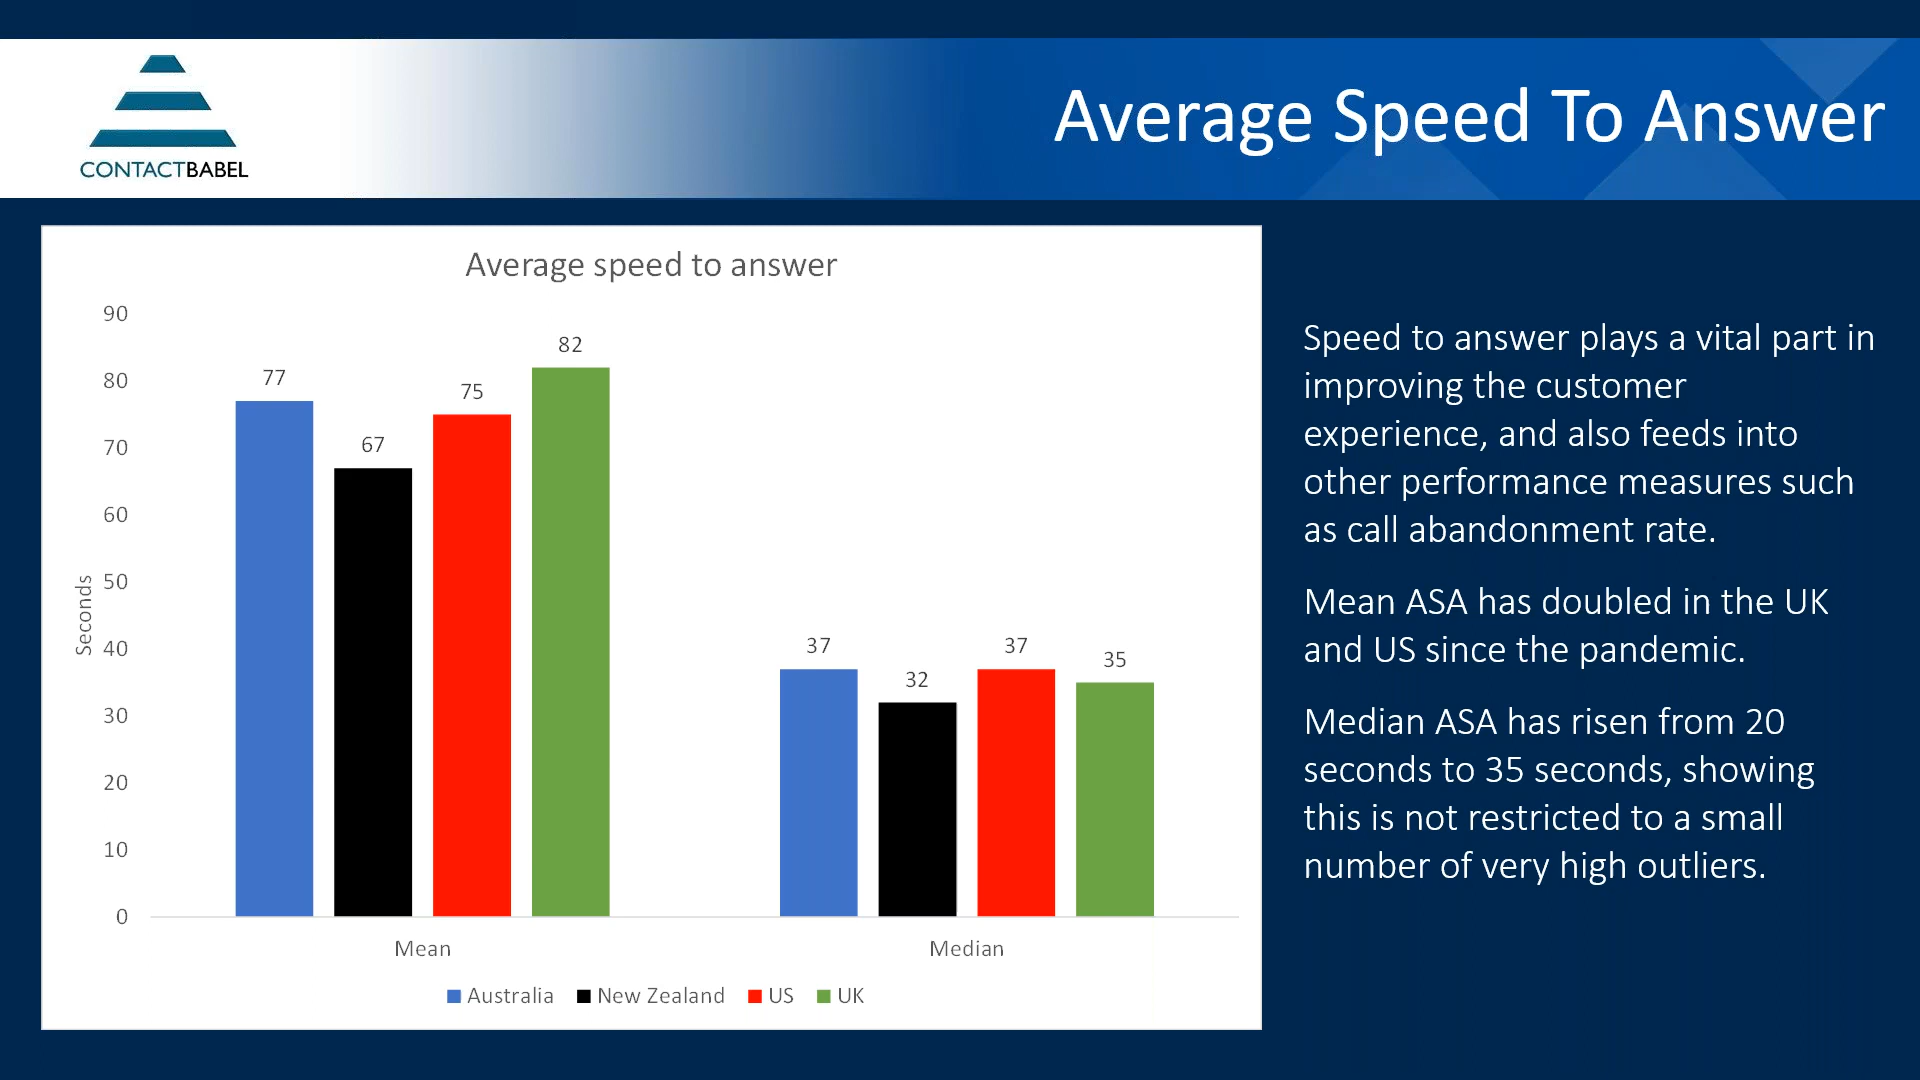 CONTACTBABEL
Average Speed To Answer
Average speed to answer
90
80
70
60
50
40
30
20
10
0
Seconds
77
67
75
82
37
32
37
35
Mean
Median
Australia New Zealand US UK
Speed to answer plays a vital part in
improving the customer
experience, and also feeds into
other performance measures such
as call abandonment rate.
Mean ASA has doubled in the UK
and US since the pandemic.
Median ASA has risen from 20
seconds to 35 seconds, showing
this is not restricted to a small
number of very high outliers.